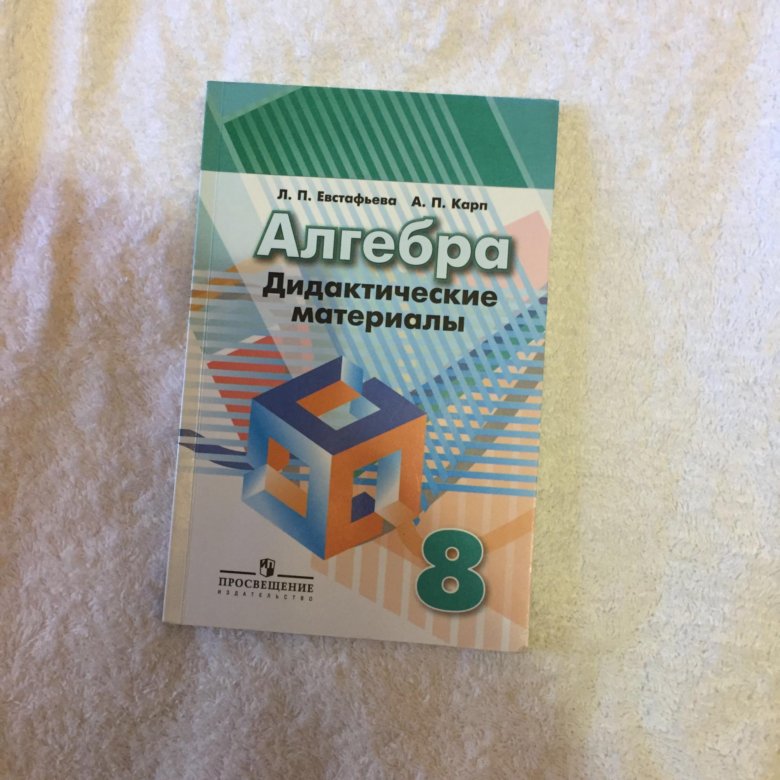 Л. П. Евстафьева А. П. Карп
Алгебра
Дидактические
материалы
8
ПРОСВЕЩЕНИЕ
ИЗДАТЕЛЬСТВО